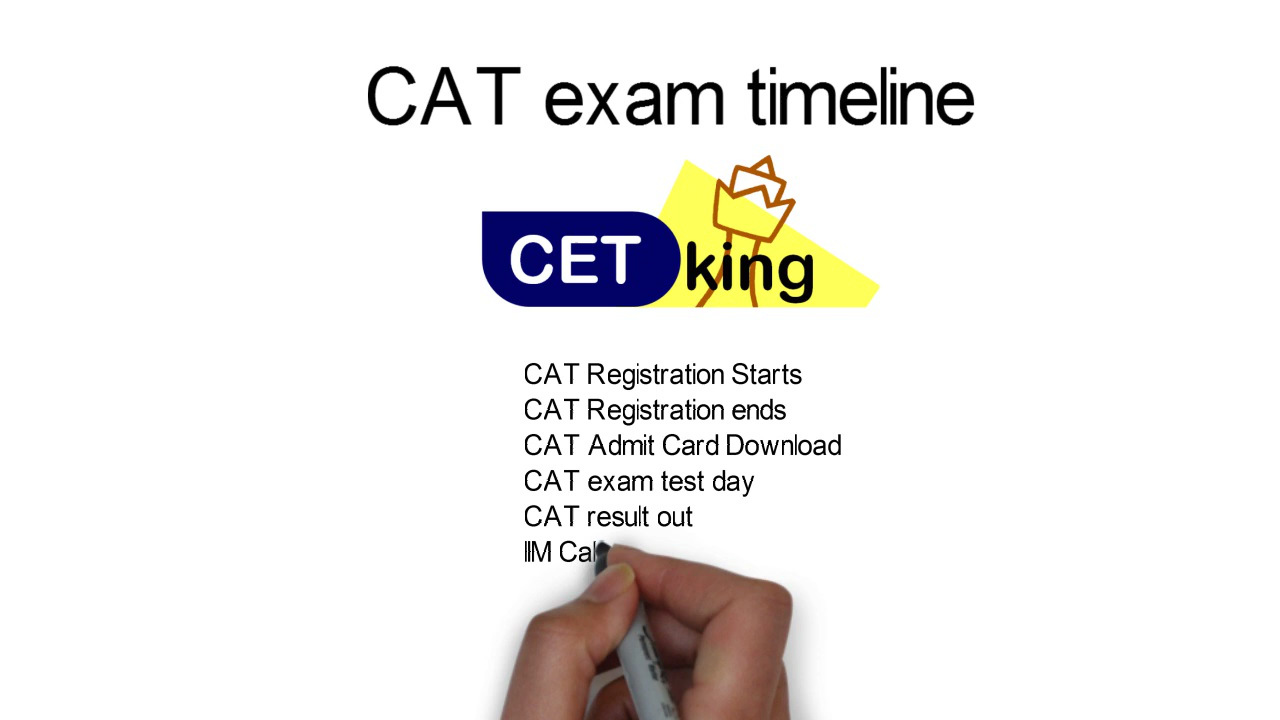 CAT exam timeline
CET king
CAT Registration Starts
CAT Registration ends
CAT Admit Card Download
CAT exam test day
CAT result out
IIM